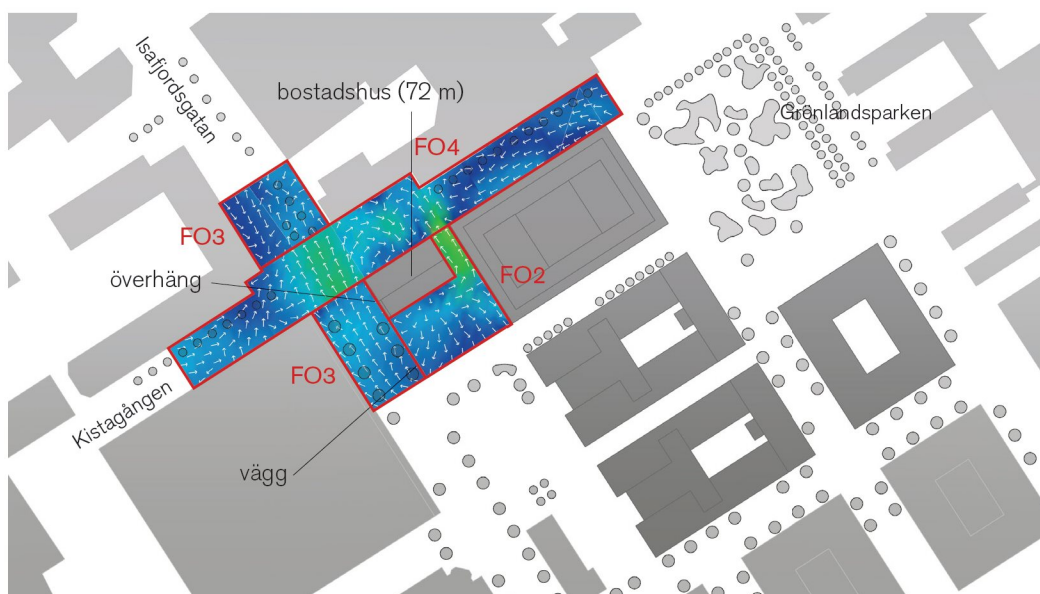 Isafjordsgatan
bostadshus (72 m)
Grönlandsparken
FO4
FO3
FO2
överhäng
FO3
Kistagången
vägg